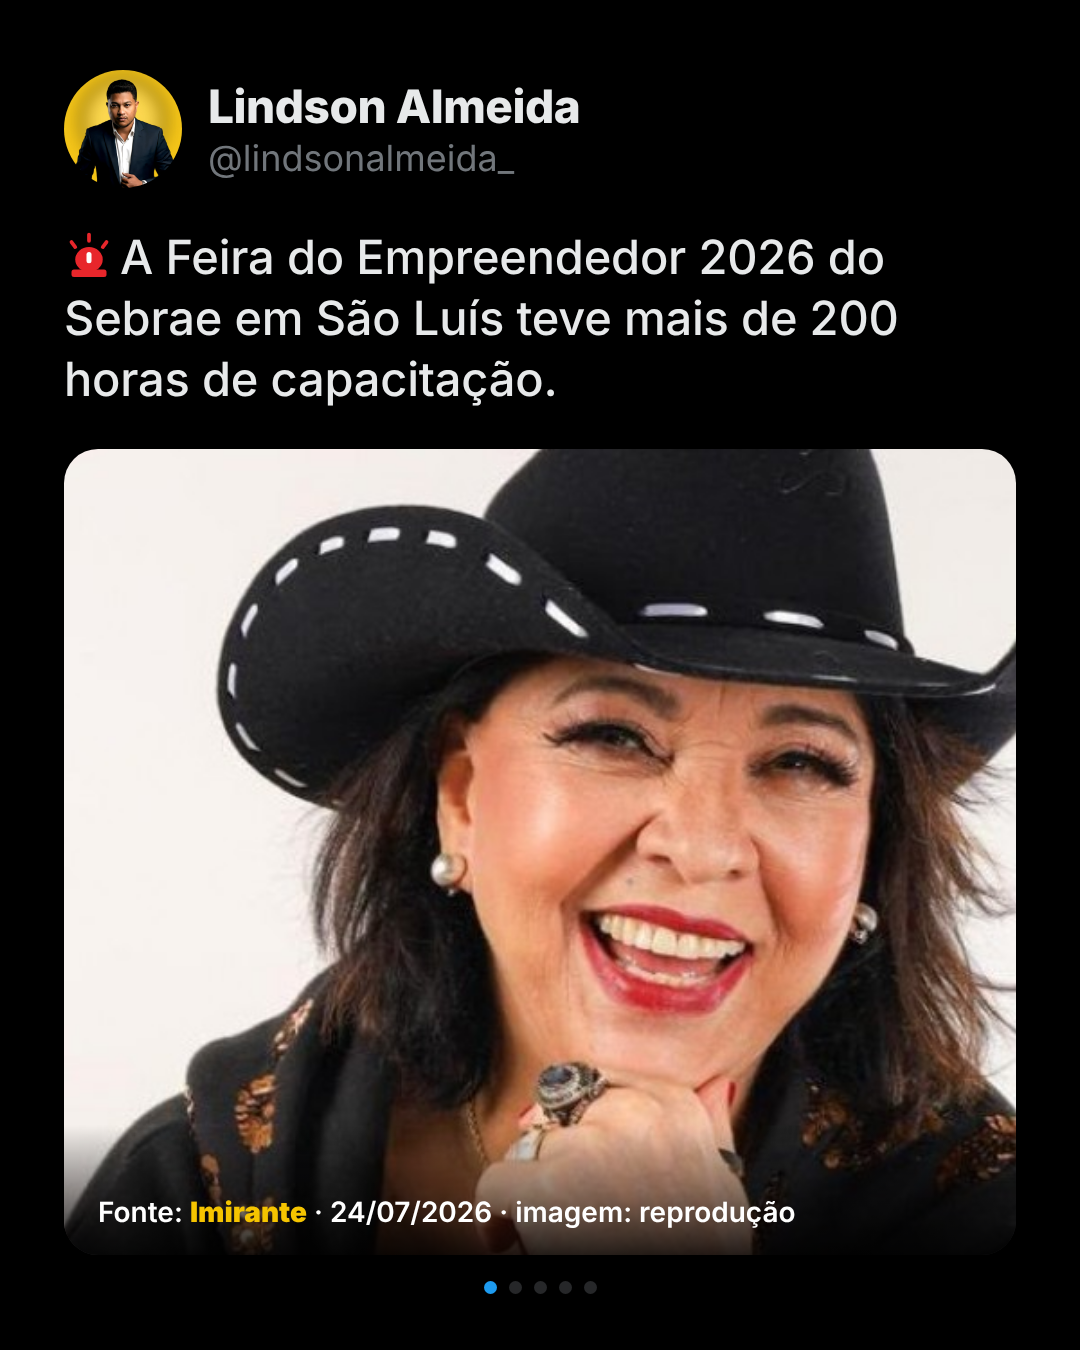 Lindson Almeida
@lindsonalmeida_
🚨 A Feira do Empreendedor 2026 do
Sebrae em São Luís teve mais de 200
horas de capacitação.
Fonte: Imirante · 24/07/2026 · imagem: reprodução